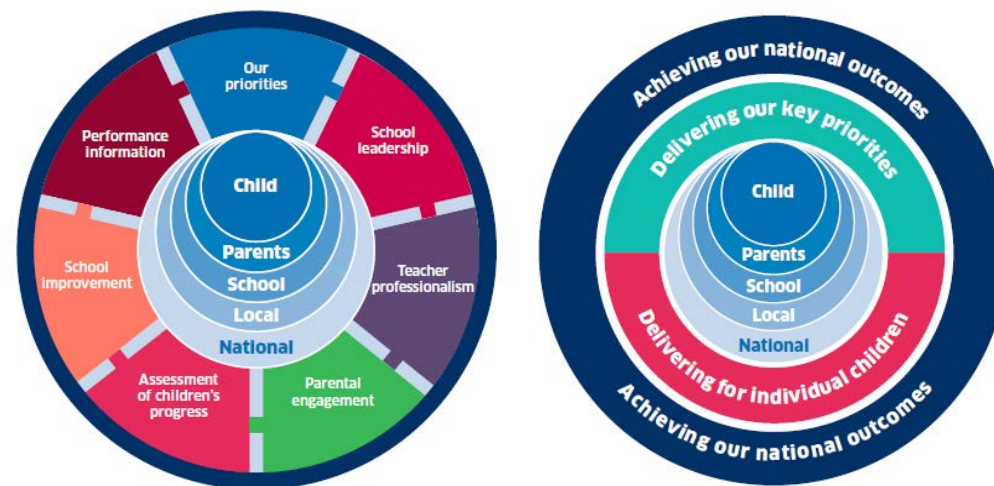 Our
priorities
School
leadership
Teacher
professionalism
Parental
engagement
Assessment
of children's
progress
School
improvement
Performance
information
Child
Parents
School
Local
National
Achieving our national outcomes
Delivering our key priorities
Child
Parents
School
Local
National
Delivering for individual children
Achieving our national outcomes